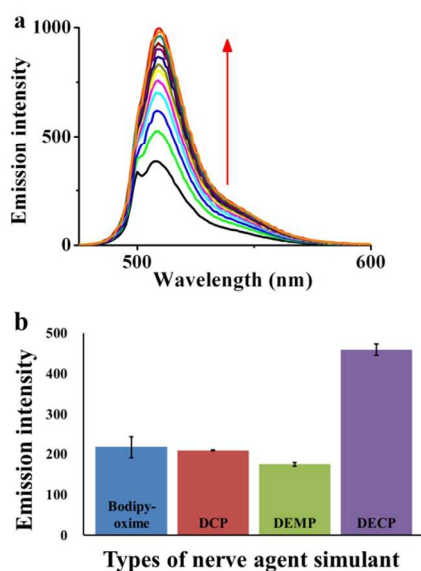 a
1000
500
0
Emission intensity
500
600
Wavelength (nm)
b
500
400
300
200
100
0
Emission intensity
Bodipy-
oxime
DCP
DEMP
DECP
Types of nerve agent simulant